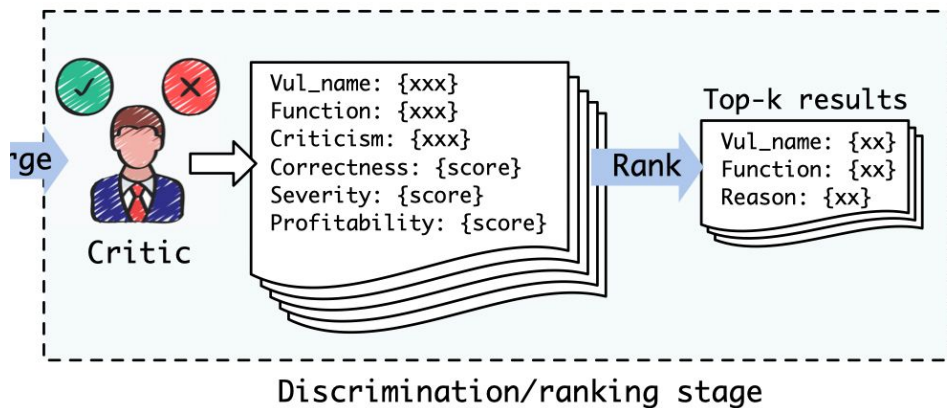 rge
Critic
Vul_name: {xxx}
Function: {xxx}
Criticism: {xxx}
Correctness: {score}
Severity: {score}
Profitability: {score}
Rank
Top-k results
Vul_name: {xx}
Function: {xx}
Reason: {xx}
Discrimination/ranking stage